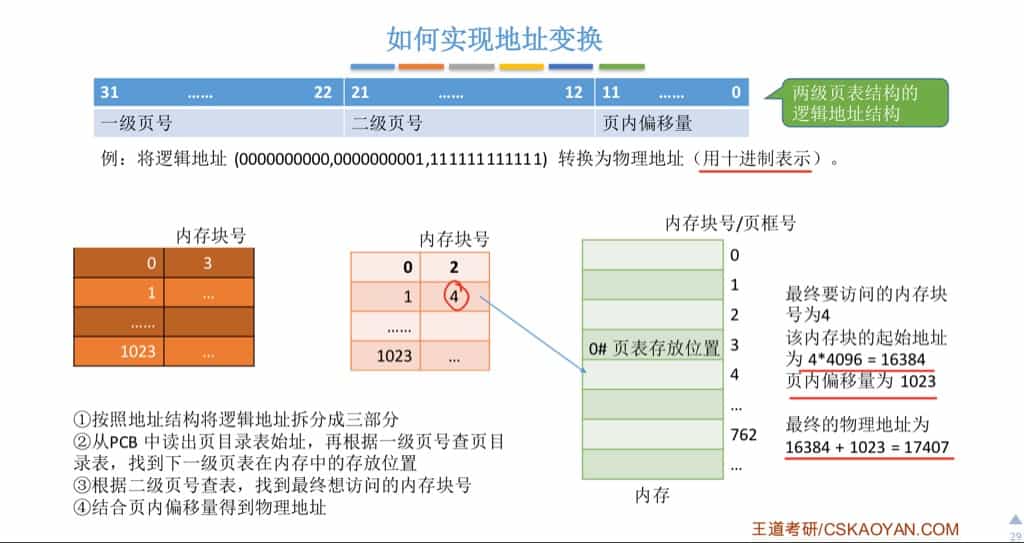 如何实现地址变换
31 …… 22 21 …… 12 11 …… 0
一级页号 二级页号 页内偏移量
两级页表结构的
逻辑地址结构
例：将逻辑地址 (0000000000,0000000001,111111111111) 转换为物理地址（用十进制表示）。
内存块号
0 3
1 …
……
1023 …
内存块号
0 2
1 4
……
1023 …
内存块号/页框号
0
1
2
0# 页表存放位置 3
4
…
762
…
内存
最终要访问的内存块
号为4
该内存块的起始地址
为 4*4096 = 16384
页内偏移量为 1023
最终的物理地址为
16384 + 1023 = 17407
①按照地址结构将逻辑地址拆分成三部分
②从PCB 中读出页目录表始址，再根据一级页号查页目
录表，找到下一级页表在内存中的存放位置
③根据二级页号查表，找到最终想访问的内存块号
④结合页内偏移量得到物理地址
王道考研/CSKAOYAN.COM
29